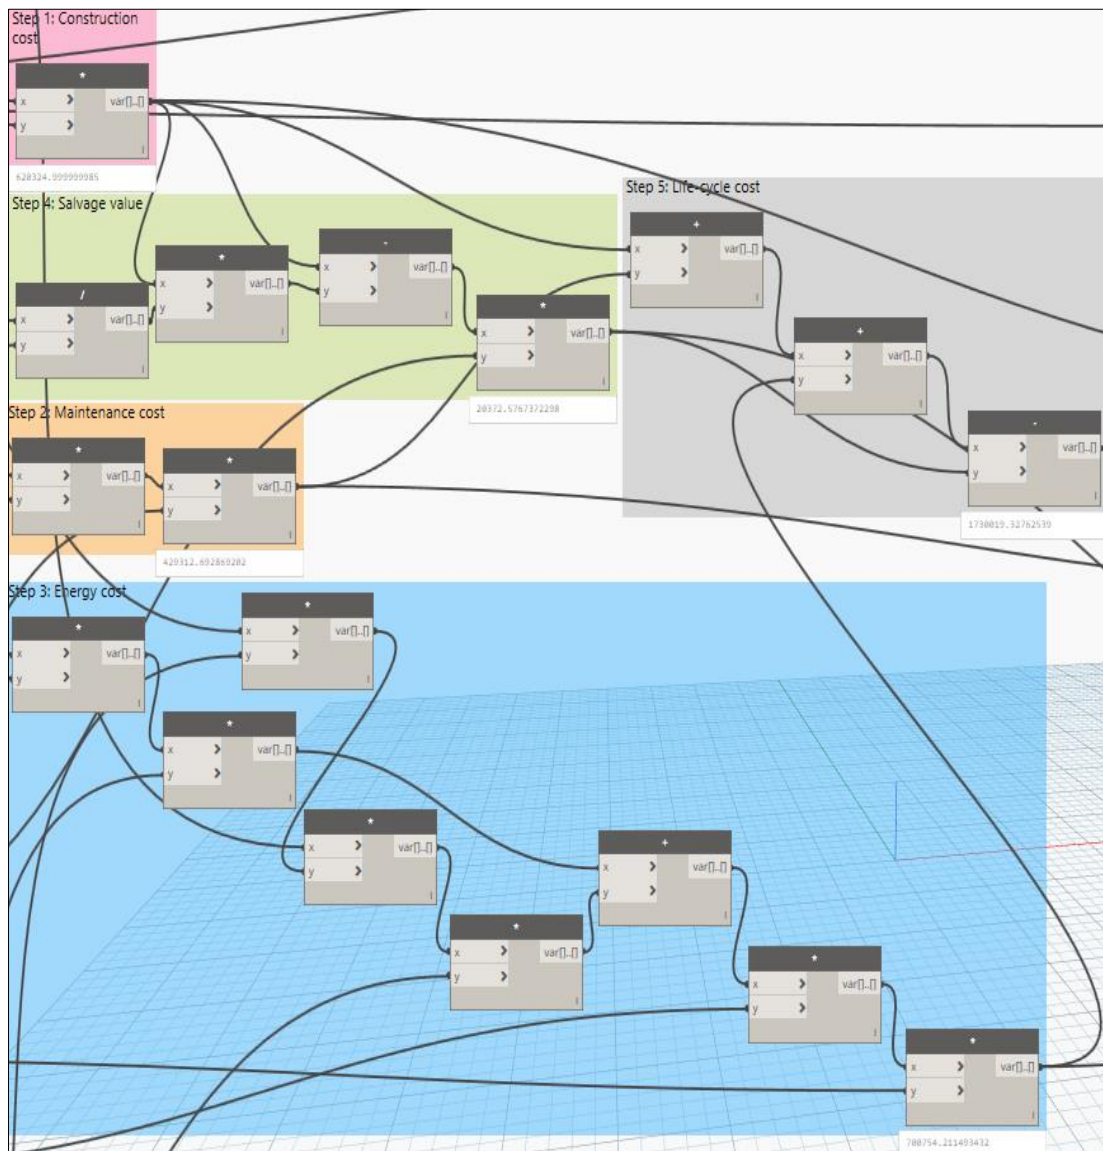 Step 1: Construction
cost
*
x > var[]..[]
y >
l
620324.999999985
Step 4: Salvage value
/
x > var[]..[]
y >
l
*
x > var[]..[]
y >
l
-
x > var[]..[]
y >
l
*
x > var[]..[]
y >
l
20372.5767372298
Step 5: Life-cycle cost
+
x > var[]..[]
y >
l
+
x > var[]..[]
y >
l
-
x > var[]..[]
y >
l
1730019.32762539
Step 2: Maintenance cost
*
x > var[]..[]
y >
l
*
x > var[]..[]
y >
l
429312.692869202
Step 3: Energy cost
*
x > var[]..[]
y >
l
*
x > var[]..[]
y >
l
*
x > var[]..[]
y >
l
*
x > var[]..[]
y >
l
*
x > var[]..[]
y >
l
+
x > var[]..[]
y >
l
*
x > var[]..[]
y >
l
*
x > var[]..[]
y >
l
700754.211493432